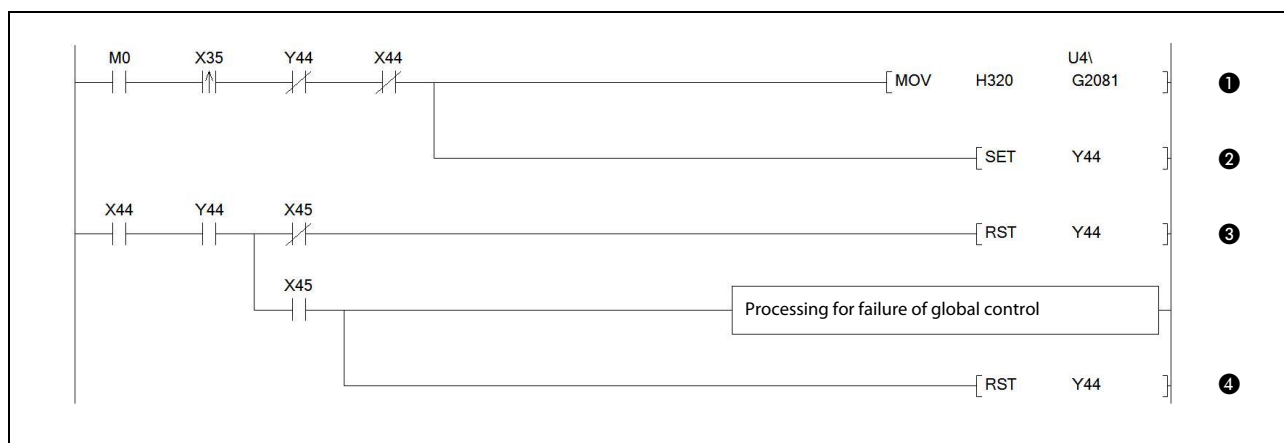 M0 X35 Y44 X44
MOV H320 U4\
G2081 ❶
SET Y44 ❷
X44 Y44 X45
RST Y44 ❸
X45
Processing for failure of global control
RST Y44 ❹